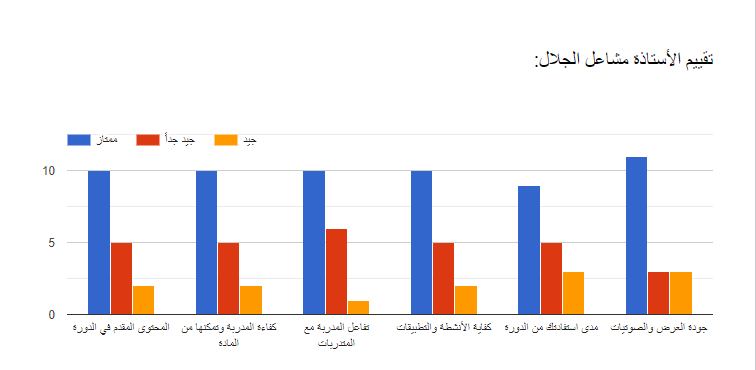 تقييم الأستاذة مشاعل الجلال:
ممتاز
جيد جداً
جيد
10
5
0
المحتوى المقدم في الدورة
كفاءة المدربة وتمكنها من
المادة
تفاعل المدربة مع
المتدربات
كفاية الأنشطة والتطبيقات
مدى استفادتك من الدورة
جودة العرض والصوتيات